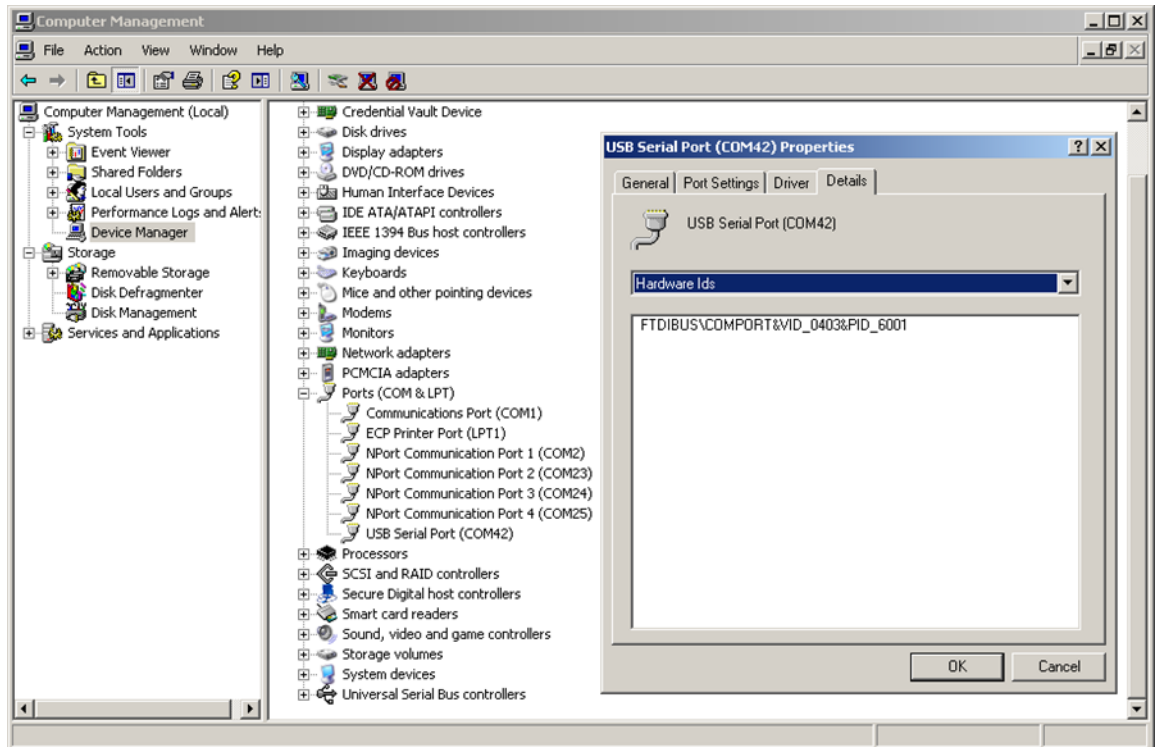 Computer Management
File Action View Window Help
Computer Management (Local)
System Tools
Event Viewer
Shared Folders
Local Users and Groups
Performance Logs and Alert:
Device Manager
Storage
Removable Storage
Disk Defragmenter
Disk Management
Services and Applications
Credential Vault Device
Disk drives
Display adapters
DVD/CD-ROM drives
Human Interface Devices
IDE ATA/ATAPI controllers
IEEE 1394 Bus host controllers
Imaging devices
Keyboards
Mice and other pointing devices
Modems
Monitors
Network adapters
PCMCIA adapters
Ports (COM & LPT)
Communications Port (COM1)
ECP Printer Port (LPT1)
NPort Communication Port 1 (COM2)
NPort Communication Port 2 (COM23)
NPort Communication Port 3 (COM24)
NPort Communication Port 4 (COM25)
USB Serial Port (COM42)
Processors
SCSI and RAID controllers
Secure Digital host controllers
Smart card readers
Sound, video and game controllers
Storage volumes
System devices
Universal Serial Bus controllers
USB Serial Port (COM42) Properties
General Port Settings Driver Details
USB Serial Port (COM42)
Hardware Ids
FTDIBUS\COMPORT&VID_0403&PID_6001
OK Cancel